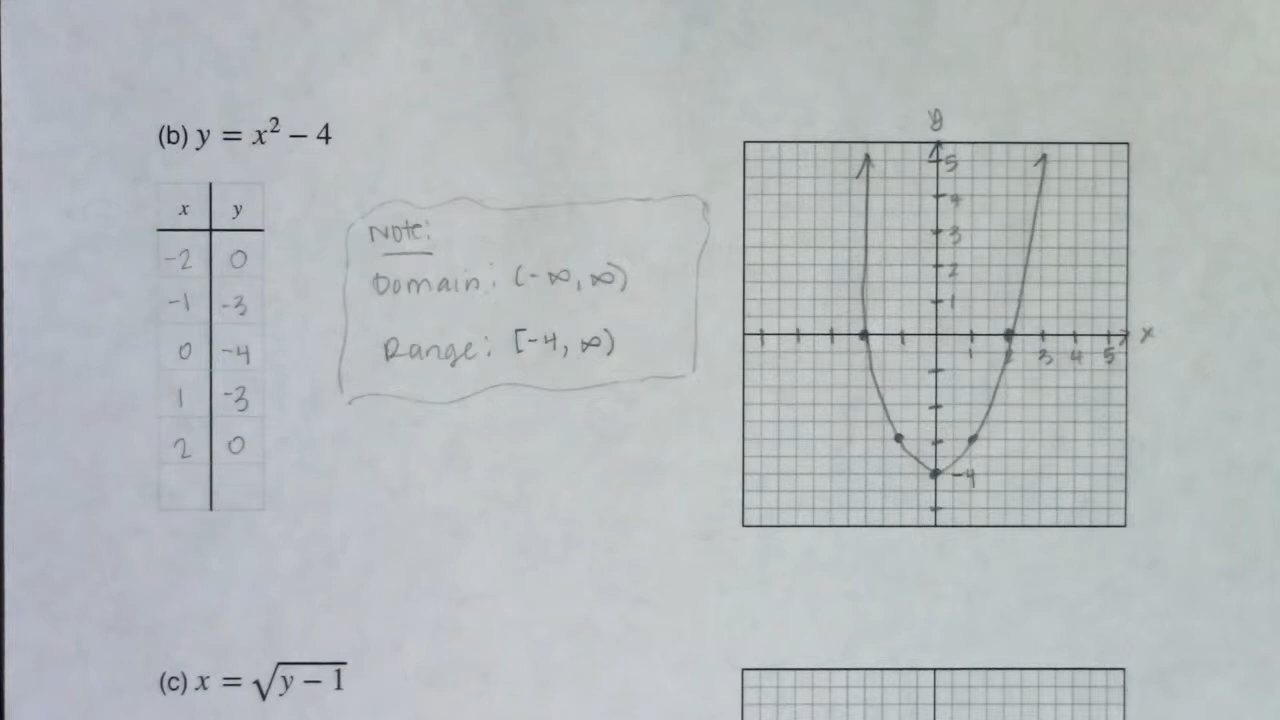 (b) y = x² − 4
x y
-2 0
-1 -3
0 -4
1 -3
2 0
Note:
Domain: (-∞, ∞)
Range: [-4, ∞)
y
5
4
3
2
1
x
1 2 3 4 5
-4
(c) x = √(y − 1)